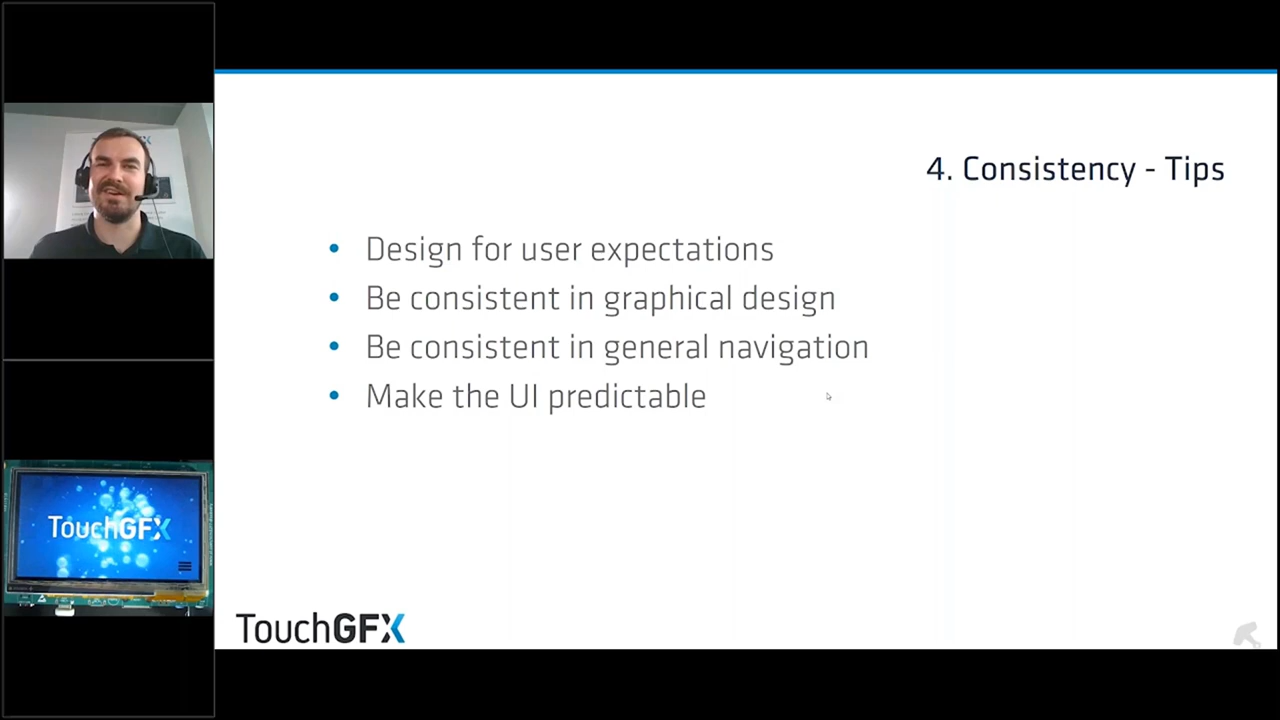 4. Consistency - Tips
• Design for user expectations
• Be consistent in graphical design
• Be consistent in general navigation
• Make the UI predictable
TouchGFX
TouchGFX